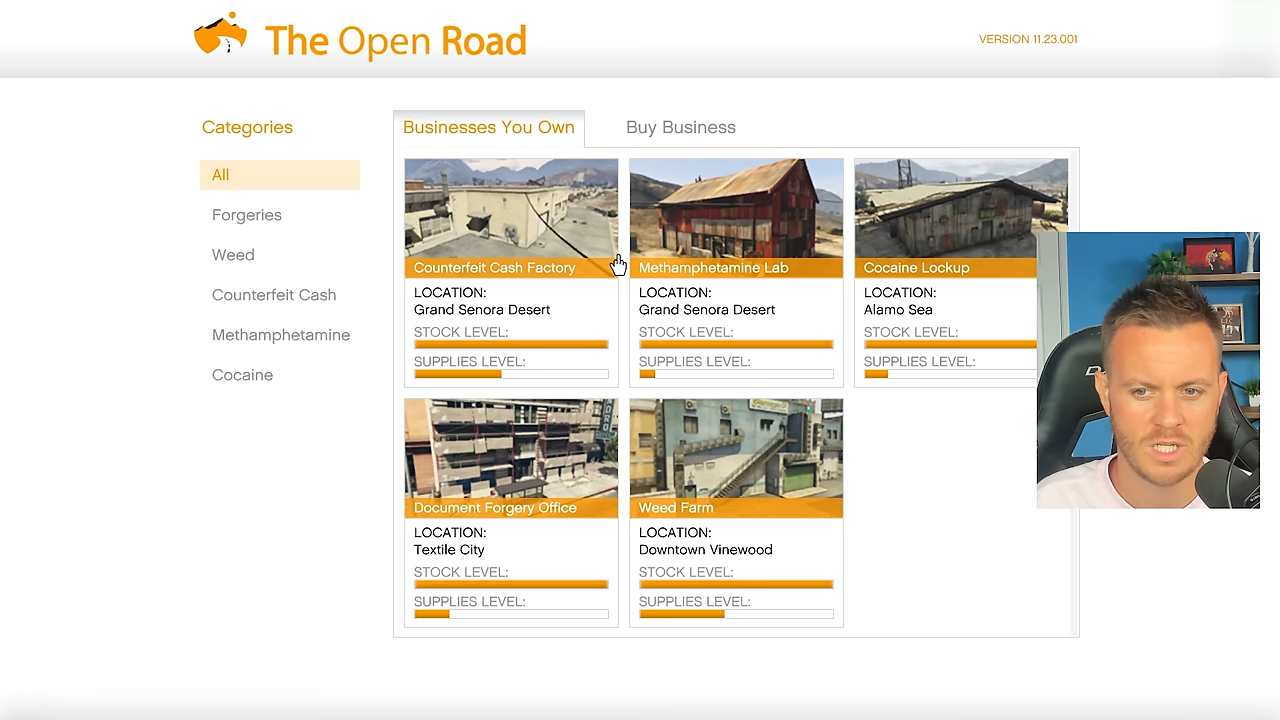 The Open Road
VERSION 11.23.001
Categories
All
Forgeries
Weed
Counterfeit Cash
Methamphetamine
Cocaine
Businesses You Own
Buy Business
Counterfeit Cash Factory
LOCATION:
Grand Senora Desert
STOCK LEVEL:
SUPPLIES LEVEL:
Methamphetamine Lab
LOCATION:
Grand Senora Desert
STOCK LEVEL:
SUPPLIES LEVEL:
Cocaine Lockup
LOCATION:
Alamo Sea
STOCK LEVEL:
SUPPLIES LEVEL:
Document Forgery Office
LOCATION:
Textile City
STOCK LEVEL:
SUPPLIES LEVEL:
Weed Farm
LOCATION:
Downtown Vinewood
STOCK LEVEL:
SUPPLIES LEVEL: